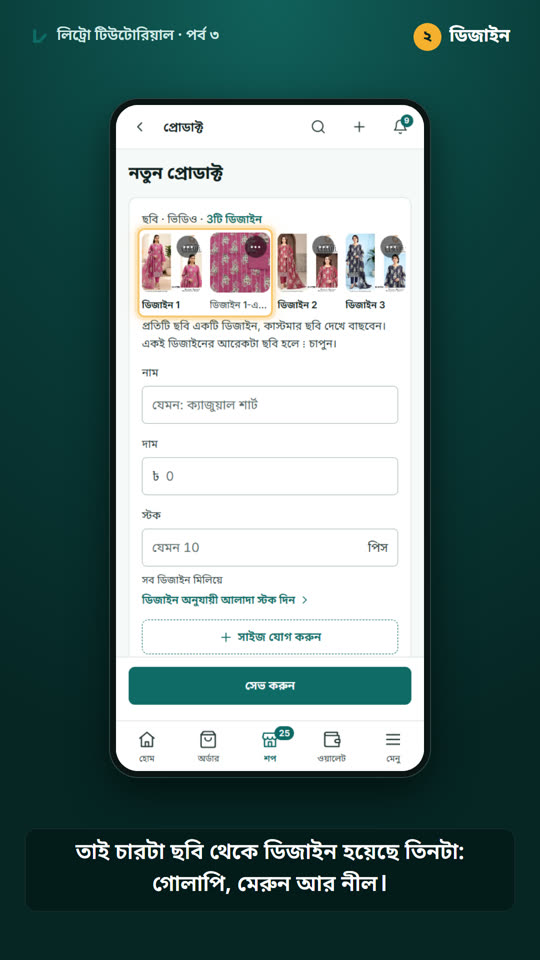 লিট্রো টিউটোরিয়াল · পর্ব ৩
২ ডিজাইন
প্রোডাক্ট
9
নতুন প্রোডাক্ট
ছবি · ভিডিও · 3টি ডিজাইন
ডিজাইন 1 ডিজাইন 1-এ... ডিজাইন 2 ডিজাইন 3
প্রতিটি ছবি একটি ডিজাইন, কাস্টমার ছবি দেখে বাছবেন।
একই ডিজাইনের আরেকটা ছবি হলে ⋮ চাপুন।
নাম
যেমন: ক্যাজুয়াল শার্ট
দাম
৳ 0
স্টক
যেমন 10 পিস
সব ডিজাইন মিলিয়ে
ডিজাইন অনুযায়ী আলাদা স্টক দিন >
+ সাইজ যোগ করুন
সেভ করুন
25
হোম অর্ডার শপ ওয়ালেট মেনু
তাই চারটা ছবি থেকে ডিজাইন হয়েছে তিনটা:
গোলাপি, মেরুন আর নীল।